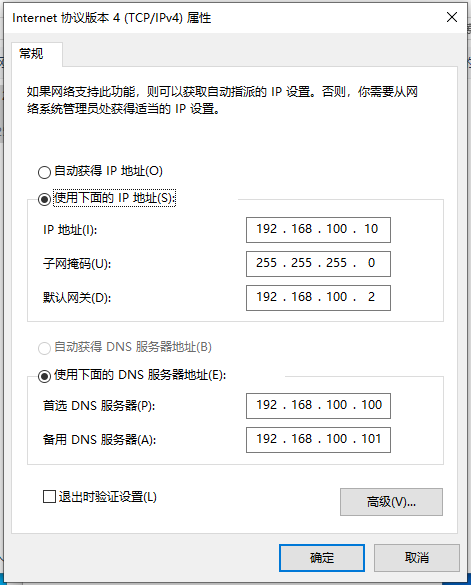 Internet 协议版本 4 (TCP/IPv4) 属性
常规
如果网络支持此功能，则可以获取自动指派的 IP 设置。否则，你需要从网
络系统管理员处获得适当的 IP 设置。
自动获得 IP 地址(O)
使用下面的 IP 地址(S):
IP 地址(I): 192 . 168 . 100 . 10
子网掩码(U): 255 . 255 . 255 . 0
默认网关(D): 192 . 168 . 100 . 2
自动获得 DNS 服务器地址(B)
使用下面的 DNS 服务器地址(E):
首选 DNS 服务器(P): 192 . 168 . 100 . 100
备用 DNS 服务器(A): 192 . 168 . 100 . 101
退出时验证设置(L)
高级(V)...
确定 取消